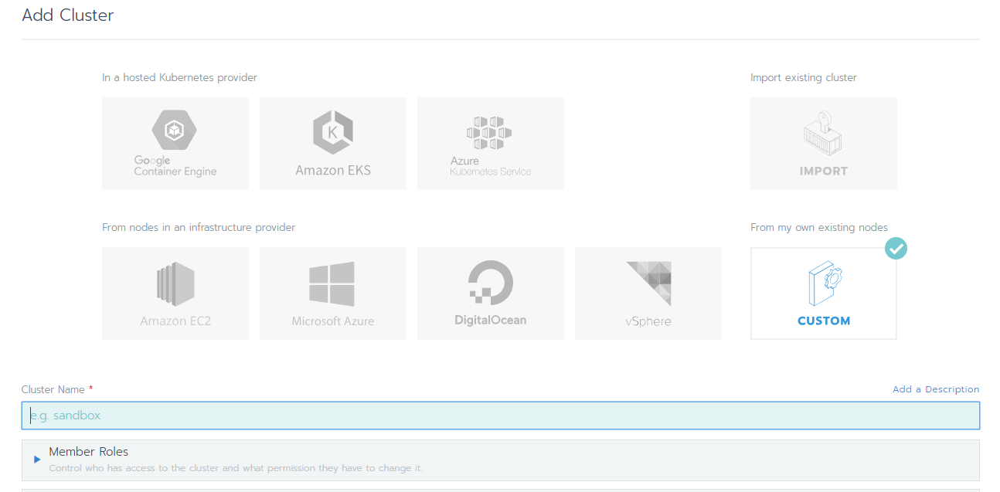 Add Cluster
In a hosted Kubernetes provider
Import existing cluster
Google
Container Engine
K
Amazon EKS
Azure
Kubernetes Service
IMPORT
From nodes in an infrastructure provider
From my own existing nodes
Amazon EC2
Microsoft Azure
DigitalOcean
vSphere
CUSTOM
Cluster Name *
Add a Description
e.g. sandbox
Member Roles
Control who has access to the cluster and what permission they have to change it.